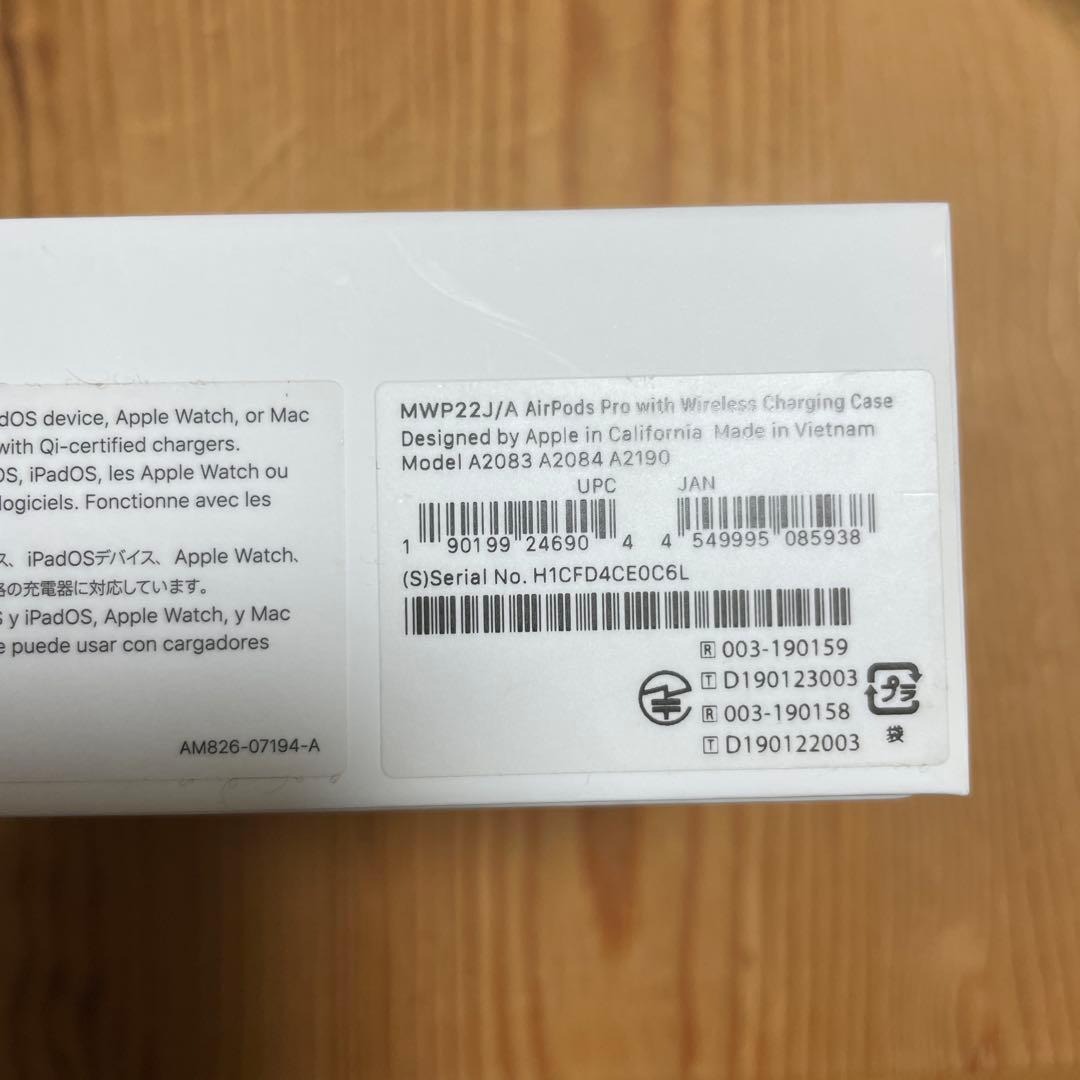 adOS device, Apple Watch, or Mac
with Qi-certified chargers.
OS, iPadOS, les Apple Watch ou
logiciels. Fonctionne avec les
ス、iPadOSデバイス、Apple Watch、
格の充電器に対応しています。
S y iPadOS, Apple Watch, y Mac
e puede usar con cargadores
AM826-07194-A
MWP22J/A AirPods Pro with Wireless Charging Case
Designed by Apple in California Made in Vietnam
Model A2083 A2084 A2190
UPC JAN
1 90199 24690 4 4 549995 085938
(S)Serial No. H1CFD4CE0C6L
R 003-190159
T D190123003
R 003-190158
T D190122003
プラ
袋